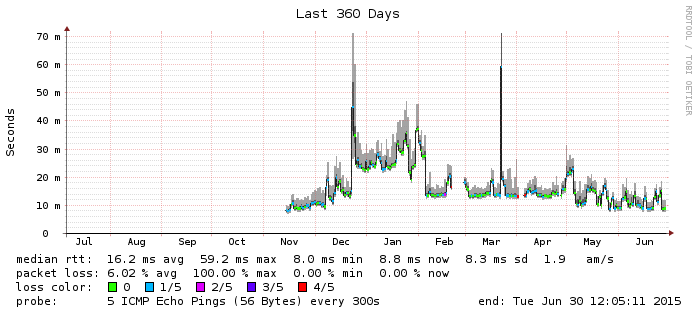 Last 360 Days
RRDTOOL / TOBI OETIKER
Seconds
70 m
60 m
50 m
40 m
30 m
20 m
10 m
0
Jul Aug Sep Oct Nov Dec Jan Feb Mar Apr May Jun
median rtt: 16.2 ms avg 59.2 ms max 8.0 ms min 8.8 ms now 8.3 ms sd 1.9 am/s
packet loss: 6.02 % avg 100.00 % max 0.00 % min 0.00 % now
loss color: 0 1/5 2/5 3/5 4/5
probe: 5 ICMP Echo Pings (56 Bytes) every 300s end: Tue Jun 30 12:05:11 2015